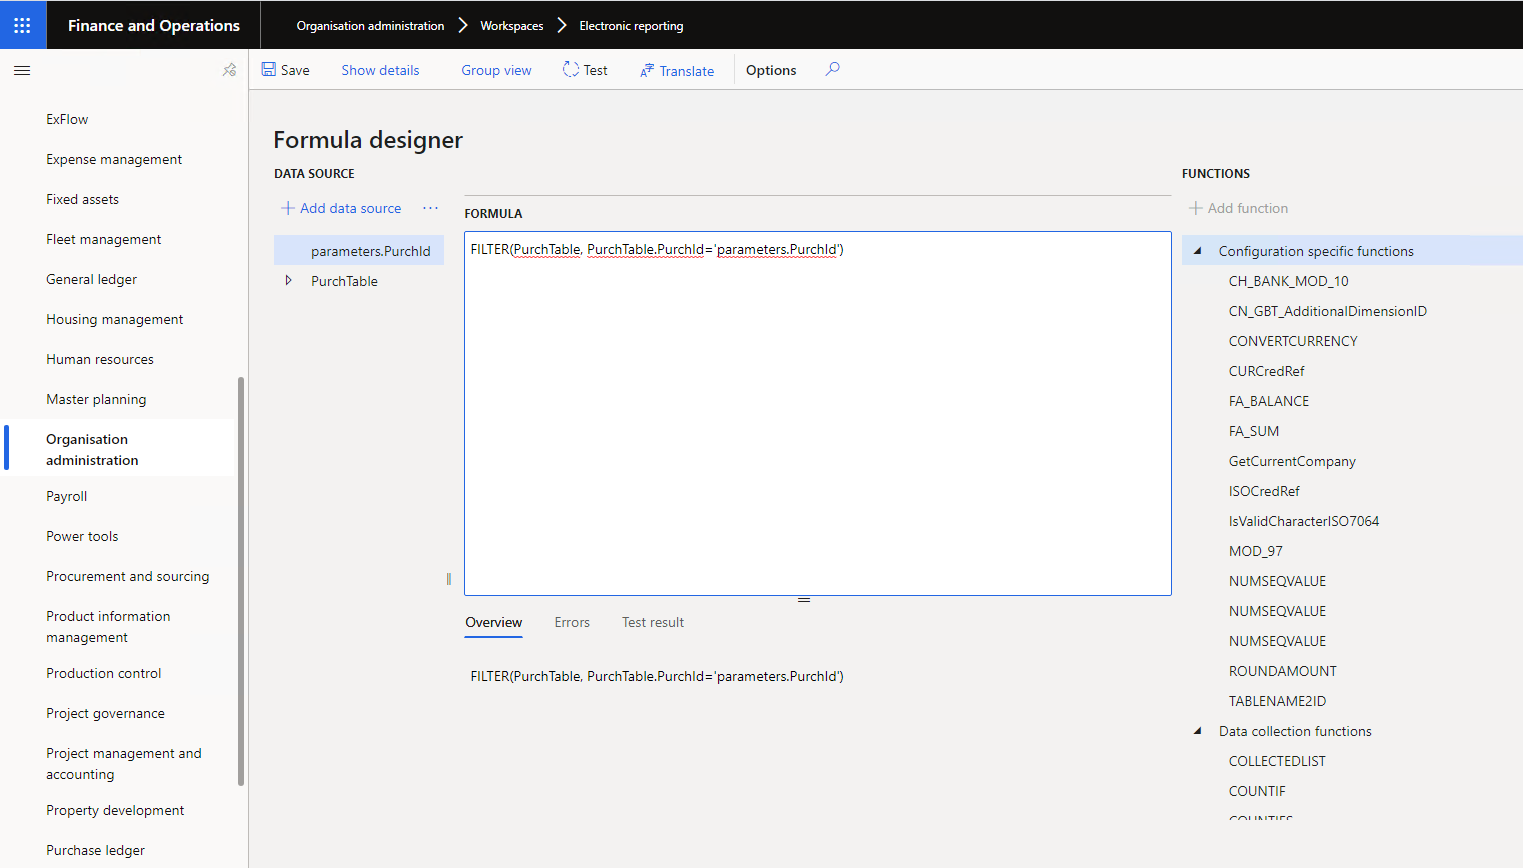 Finance and Operations
Organisation administration
Workspaces
Electronic reporting
Save
Show details
Group view
Test
Translate
Options
ExFlow
Expense management
Fixed assets
Fleet management
General ledger
Housing management
Human resources
Master planning
Organisation
administration
Payroll
Power tools
Procurement and sourcing
Product information
management
Production control
Project governance
Project management and
accounting
Property development
Purchase ledger
Formula designer
DATA SOURCE
Add data source
parameters.PurchId
PurchTable
FORMULA
FILTER(PurchTable, PurchTable.PurchId='parameters.PurchId')
Overview
Errors
Test result
FILTER(PurchTable, PurchTable.PurchId='parameters.PurchId')
FUNCTIONS
Add function
Configuration specific functions
CH_BANK_MOD_10
CN_GBT_AdditionalDimensionID
CONVERTCURRENCY
CURCredRef
FA_BALANCE
FA_SUM
GetCurrentCompany
ISOCredRef
IsValidCharacterISO7064
MOD_97
NUMSEQVALUE
NUMSEQVALUE
NUMSEQVALUE
ROUNDAMOUNT
TABLENAME2ID
Data collection functions
COLLECTEDLIST
COUNTIF